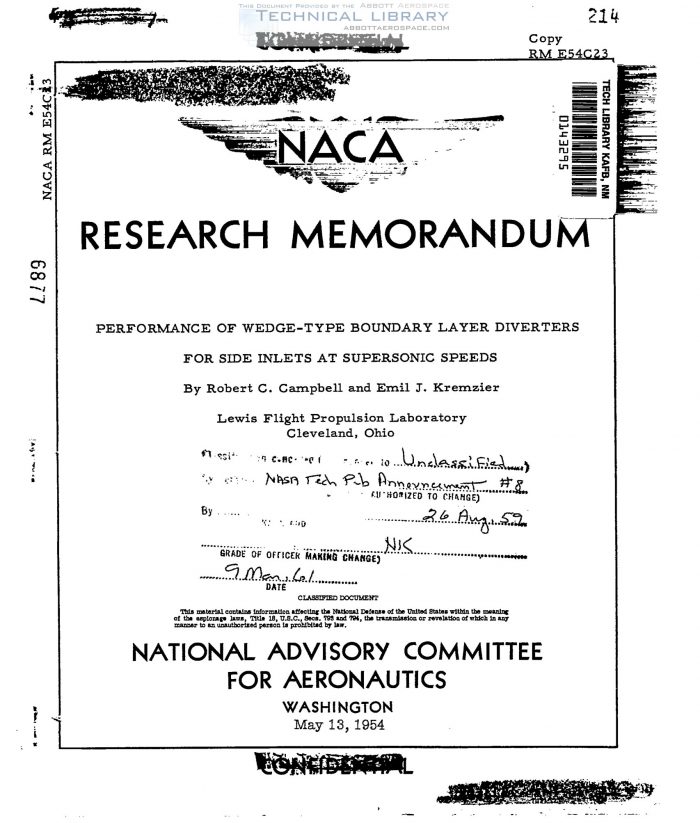 THIS DOCUMENT PROVIDED BY THE ABBOTT AEROSPACE
TECHNICAL LIBRARY
ABBOTTAEROSPACE.COM
214
Copy
RM E54C23
NACA RM E54C23
TECH LIBRARY KAFB, NM
0143295
NACA
RESEARCH MEMORANDUM
6877
PERFORMANCE OF WEDGE-TYPE BOUNDARY LAYER DIVERTERS
FOR SIDE INLETS AT SUPERSONIC SPEEDS
By Robert C. Campbell and Emil J. Kremzier
Lewis Flight Propulsion Laboratory
Cleveland, Ohio
Unclassified
NASA Tech Pub Announcement #8
AUTHORIZED TO CHANGE)
By 26 Aug. 59
NK
GRADE OF OFFICER MAKING CHANGE)
9 Mar. 61
DATE
CLASSIFIED DOCUMENT
This material contains information affecting the National Defense of the United States within the meaning
of the espionage laws, Title 18, U.S.C., Secs. 793 and 794, the transmission or revelation of which in any
manner to an unauthorized person is prohibited by law.
NATIONAL ADVISORY COMMITTEE
FOR AERONAUTICS
WASHINGTON
May 13, 1954
CONFIDENTIAL